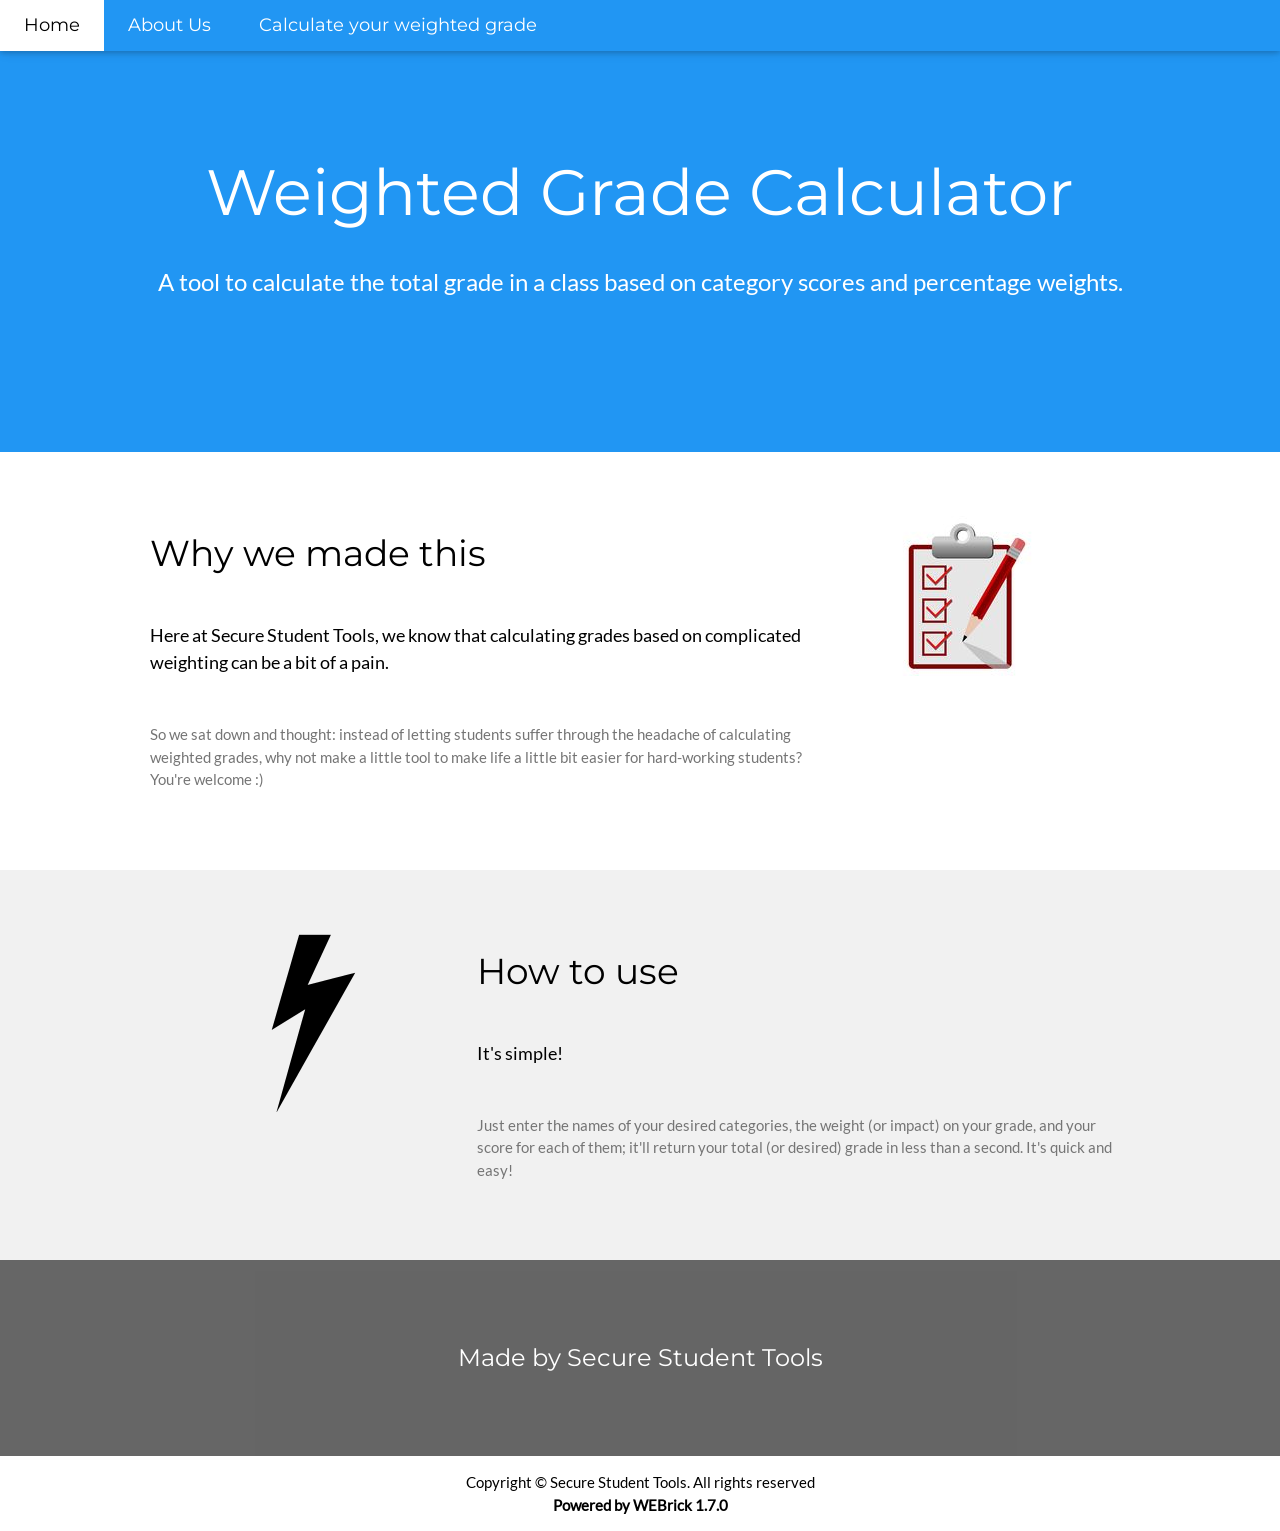 Home
About Us
Calculate your weighted grade
Weighted Grade Calculator
A tool to calculate the total grade in a class based on category scores and percentage weights.
Why we made this
Here at Secure Student Tools, we know that calculating grades based on complicated
weighting can be a bit of a pain.
So we sat down and thought: instead of letting students suffer through the headache of calculating
weighted grades, why not make a little tool to make life a little bit easier for hard-working students?
You're welcome :)
How to use
It's simple!
Just enter the names of your desired categories, the weight (or impact) on your grade, and your
score for each of them; it'll return your total (or desired) grade in less than a second. It's quick and
easy!
Made by Secure Student Tools
Copyright © Secure Student Tools. All rights reserved
Powered by WEBrick 1.7.0